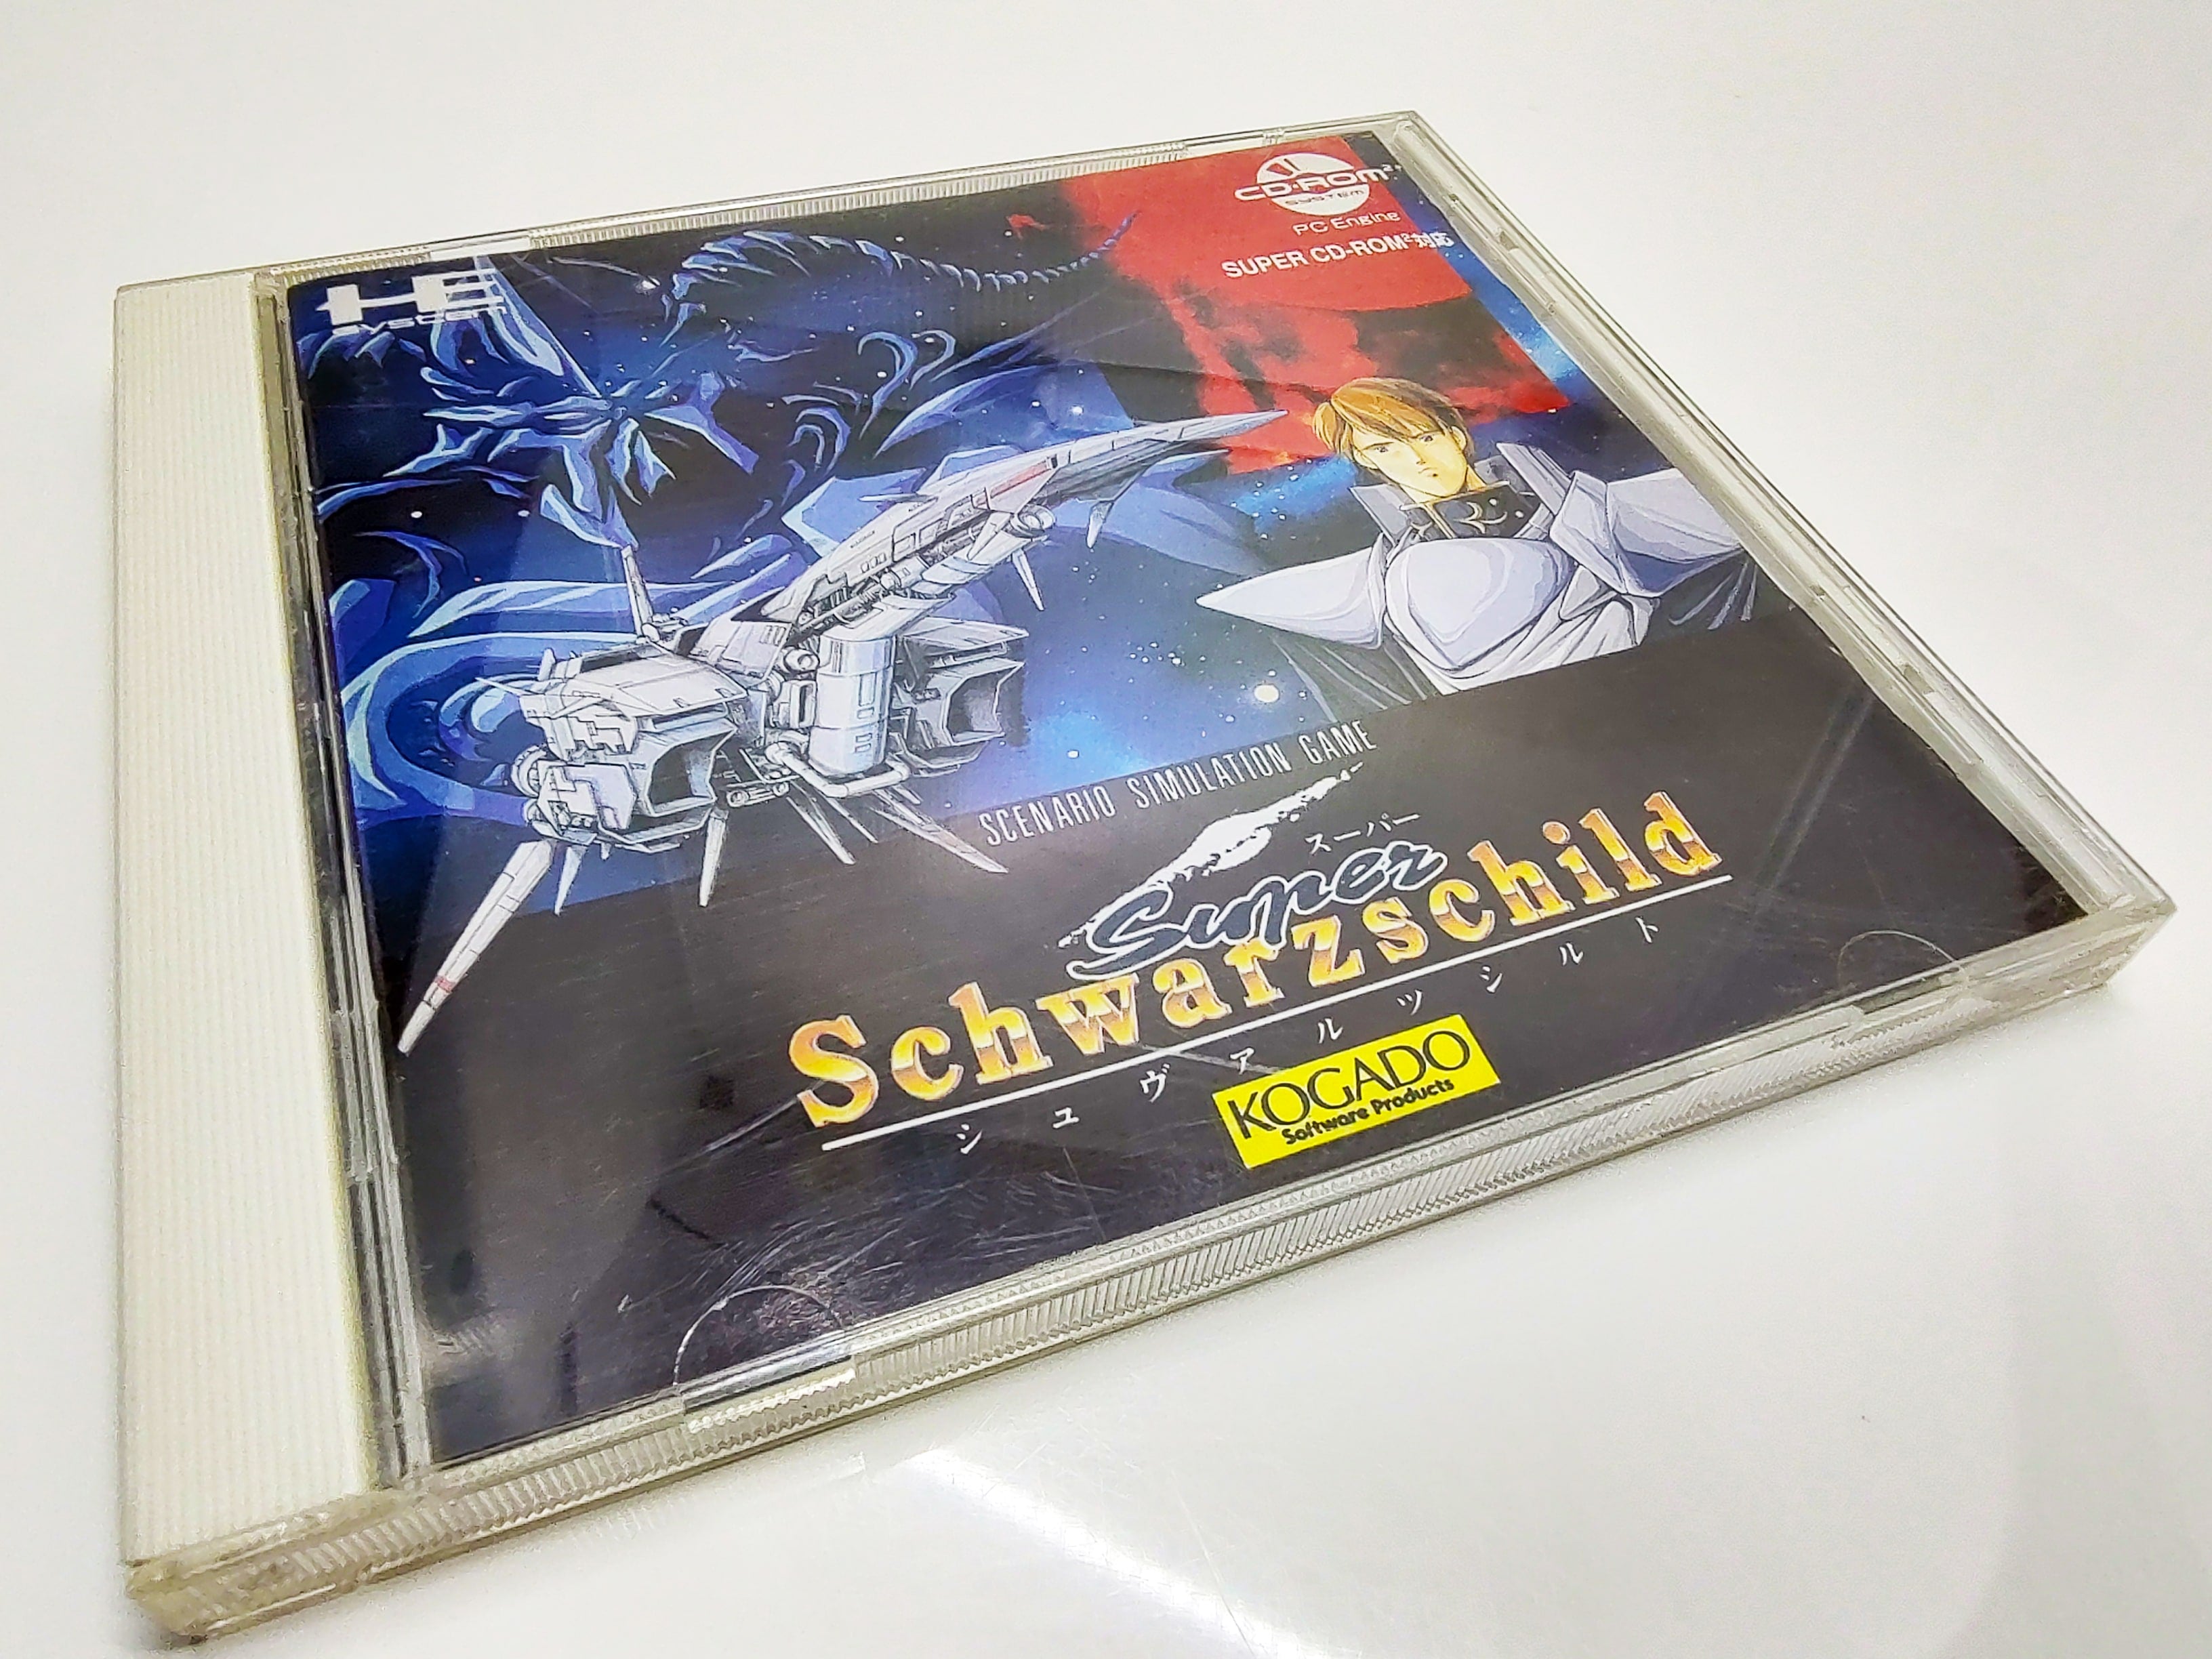 HE
system
CD-ROM²
SYSTEM
PC Engine
SUPER CD-ROM²対応
SCENARIO SIMULATION GAME
スーパー
Super
Schwarzschild
シュヴァルツシルト
KOGADO
Software Products